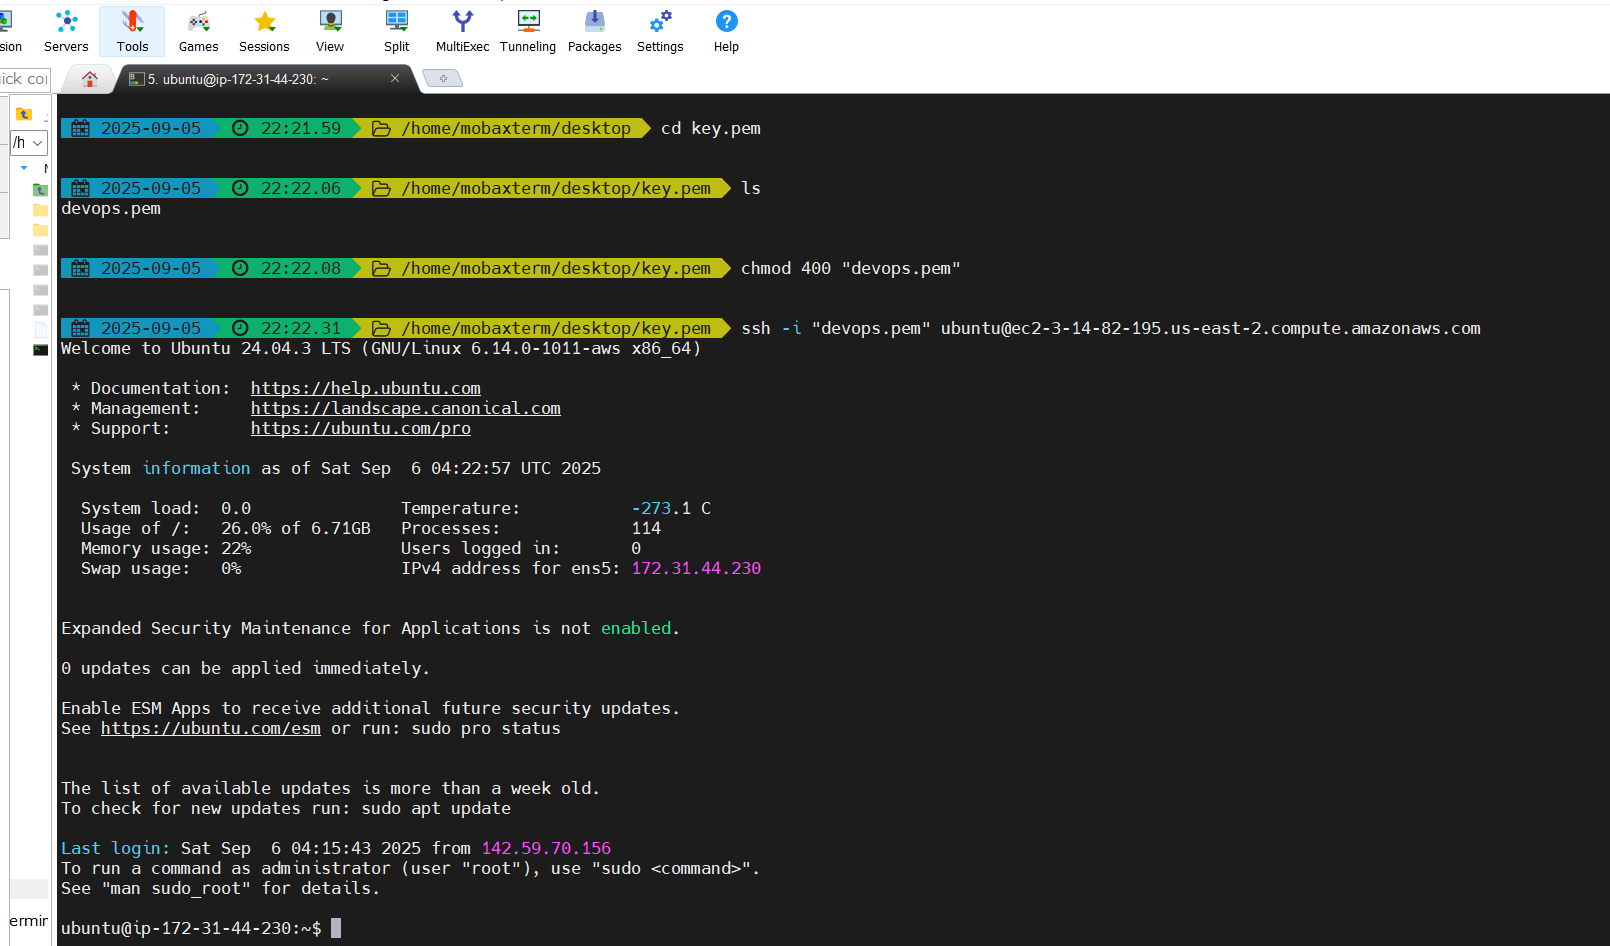 sion Servers Tools Games Sessions View Split MultiExec Tunneling Packages Settings Help
ick co
5. ubuntu@ip-172-31-44-230: ~
/h
2025-09-05 22:21.59 /home/mobaxterm/desktop cd key.pem
2025-09-05 22:22.06 /home/mobaxterm/desktop/key.pem ls
devops.pem
2025-09-05 22:22.08 /home/mobaxterm/desktop/key.pem chmod 400 "devops.pem"
2025-09-05 22:22.31 /home/mobaxterm/desktop/key.pem ssh -i "devops.pem" ubuntu@ec2-3-14-82-195.us-east-2.compute.amazonaws.com
Welcome to Ubuntu 24.04.3 LTS (GNU/Linux 6.14.0-1011-aws x86_64)
* Documentation:  https://help.ubuntu.com
* Management:     https://landscape.canonical.com
* Support:        https://ubuntu.com/pro
System information as of Sat Sep  6 04:22:57 UTC 2025
System load:  0.0               Temperature:           -273.1 C
Usage of /:   26.0% of 6.71GB   Processes:             114
Memory usage: 22%               Users logged in:       0
Swap usage:   0%                IPv4 address for ens5: 172.31.44.230
Expanded Security Maintenance for Applications is not enabled.
0 updates can be applied immediately.
Enable ESM Apps to receive additional future security updates.
See https://ubuntu.com/esm or run: sudo pro status
The list of available updates is more than a week old.
To check for new updates run: sudo apt update
Last login: Sat Sep  6 04:15:43 2025 from 142.59.70.156
To run a command as administrator (user "root"), use "sudo <command>".
See "man sudo_root" for details.
ermin
ubuntu@ip-172-31-44-230:~$